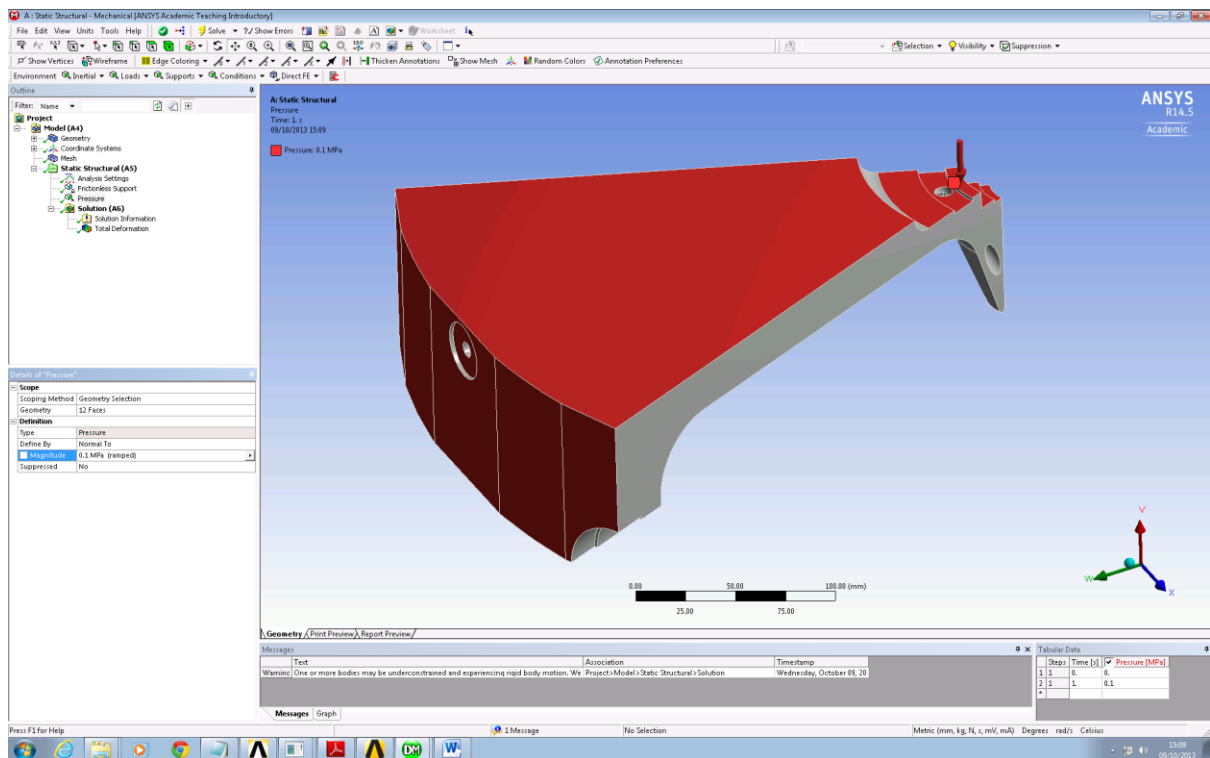 A : Static Structural - Mechanical [ANSYS Academic Teaching Introductory]
File Edit View Units Tools Help Solve ?/ Show Errors Worksheet
Selection Visibility Suppression
Show Vertices Wireframe Edge Coloring Thicken Annotations Show Mesh Random Colors Annotation Preferences
Environment Inertial Loads Supports Conditions Direct FE
Outline
Filter: Name
Project
Model (A4)
Geometry
Coordinate Systems
Mesh
Static Structural (A5)
Analysis Settings
Frictionless Support
Pressure
Solution (A6)
Solution Information
Total Deformation
Details of "Pressure"
Scope
Scoping Method Geometry Selection
Geometry 12 Faces
Definition
Type Pressure
Define By Normal To
Magnitude 0.1 MPa (ramped)
Suppressed No
A: Static Structural
Pressure
Time: 1. s
09/10/2013 15:09
Pressure: 0.1 MPa
ANSYS
R14.5
Academic
V
W
X
0.00 50.00 100.00 (mm)
25.00 75.00
Geometry Print Preview Report Preview
Messages
Text Association Timestamp
Warning One or more bodies may be underconstrained and experiencing rigid body motion. We Project>Model>Static Structural>Solution Wednesday, October 09, 20
Messages Graph
Tabular Data
Steps Time [s] Pressure [MPa]
1 1 0. 0.
2 1 1. 0.1
*
Press F1 for Help 1 Message No Selection Metric (mm, kg, N, s, mV, mA) Degrees rad/s Celsius
DM W
15:09
09/10/2013